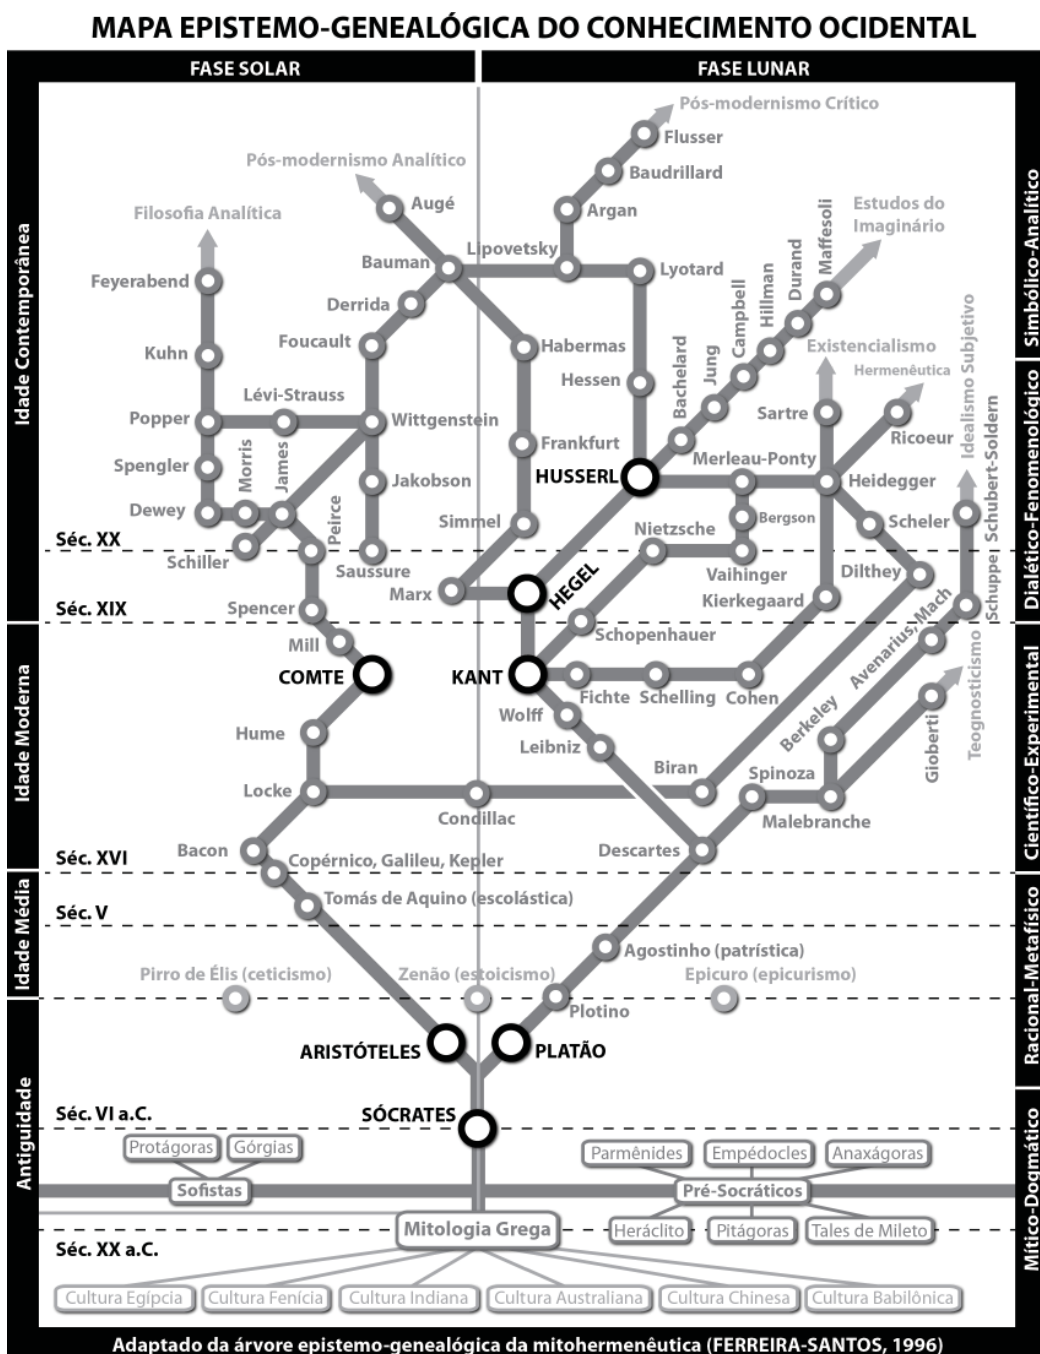 MAPA EPISTEMO-GENEALÓGICA DO CONHECIMENTO OCIDENTAL
FASE SOLAR
FASE LUNAR
Pós-modernismo Crítico
Flusser
Baudrillard
Argan
Pós-modernismo Analítico
Augé
Filosofia Analítica
Estudos do
Imaginário
Lipovetsky
Bauman
Lyotard
Feyerabend
Derrida
Maffesoli
Durand
Hillman
Campbell
Jung
Bachelard
Foucault
Habermas
Existencialismo
Kuhn
Hermenêutica
Hessen
Lévi-Strauss
Popper
Wittgenstein
Sartre
Ricoeur
Idealismo Subjetivo
Frankfurt
Spengler
Morris
James
Merleau-Ponty
HUSSERL
Jakobson
Heidegger
Dewey
Peirce
Simmel
Nietzsche
Bergson
Scheler
Schubert-Soldern
Séc. XX
Schiller
Saussure
Vaihinger
Dilthey
Marx
HEGEL
Kierkegaard
Schuppe
Séc. XIX
Spencer
Schopenhauer
Avenarius, Mach
Mill
COMTE
KANT
Fichte
Schelling
Cohen
Teognosticismo
Wolff
Berkeley
Gioberti
Hume
Leibniz
Biran
Spinoza
Locke
Condillac
Malebranche
Bacon
Descartes
Séc. XVI
Copérnico, Galileu, Kepler
Tomás de Aquino (escolástica)
Séc. V
Agostinho (patrística)
Pirro de Élis (ceticismo)
Zenão (estoicismo)
Epicuro (epicurismo)
Plotino
ARISTÓTELES
PLATÃO
Séc. VI a.C.
SÓCRATES
Protágoras
Górgias
Parmênides
Empédocles
Anaxágoras
Sofistas
Pré-Socráticos
Mitologia Grega
Heráclito
Pitágoras
Tales de Mileto
Séc. XX a.C.
Cultura Egípcia
Cultura Fenícia
Cultura Indiana
Cultura Australiana
Cultura Chinesa
Cultura Babilônica
Idade Contemporânea
Idade Moderna
Idade Média
Antiguidade
Simbólico-Analítico
Dialético-Fenomenológico
Científico-Experimental
Racional-Metafísico
Mítico-Dogmático
Adaptado da árvore epistemo-genealógica da mitohermenêutica (FERREIRA-SANTOS, 1996)